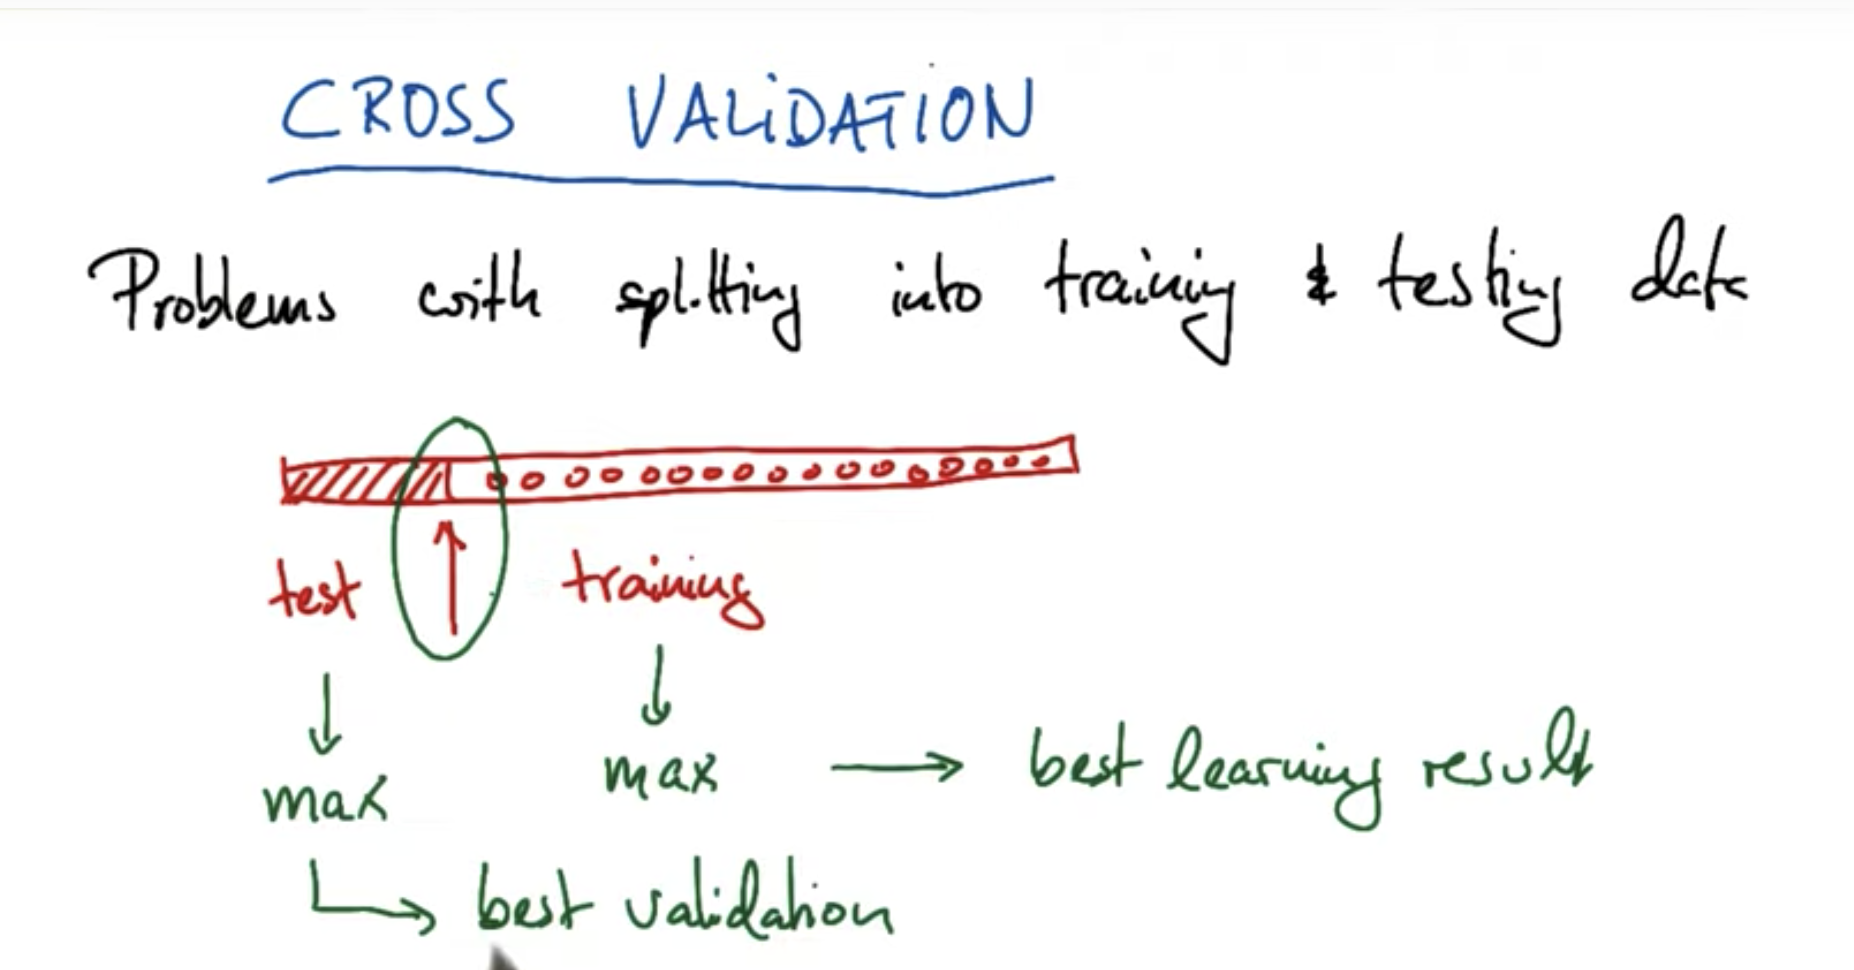 CROSS VALIDATION
Problems with splitting into training & testing data
test training
max max → best learning result
best validation